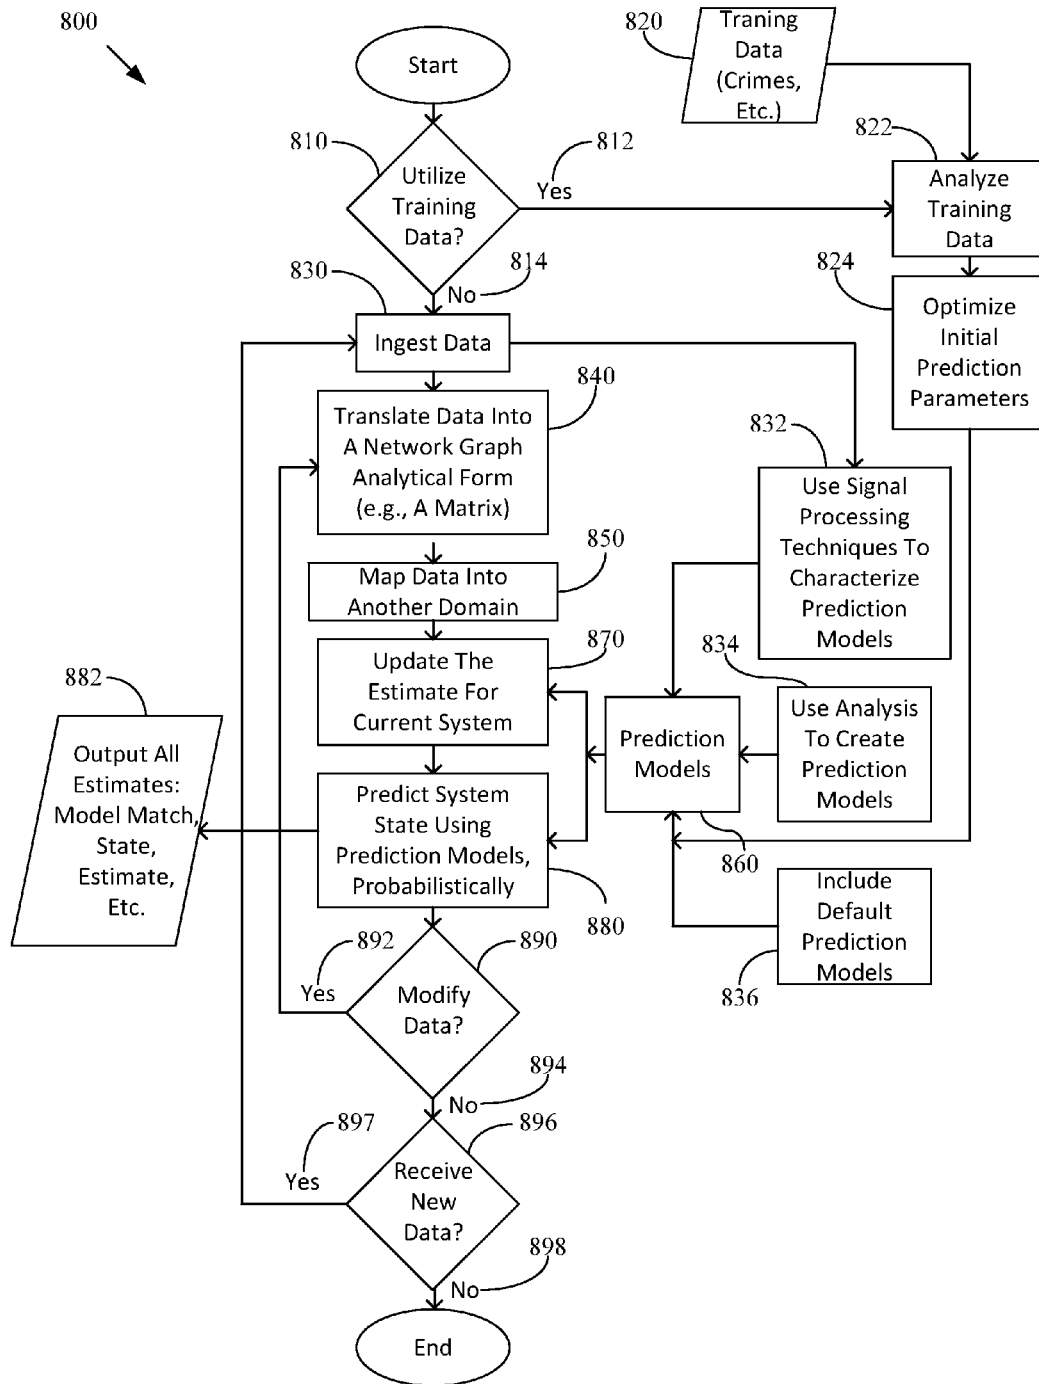 800
Start
820
Traning
Data
(Crimes,
Etc.)
810
812
822
Utilize
Training
Data?
Yes
Analyze
Training
Data
830
814
No
824
Ingest Data
Optimize
Initial
Prediction
Parameters
840
Translate Data Into
A Network Graph
Analytical Form
(e.g., A Matrix)
832
Use Signal
Processing
Techniques To
Characterize
Prediction
Models
850
Map Data Into
Another Domain
870
Update The
Estimate For
Current System
834
Use Analysis
To Create
Prediction
Models
882
Output All
Estimates:
Model Match,
State,
Estimate,
Etc.
Prediction
Models
860
Predict System
State Using
Prediction Models,
Probabilistically
880
Include
Default
Prediction
Models
836
892
890
Yes
Modify
Data?
894
No
897
896
Yes
Receive
New
Data?
898
No
End